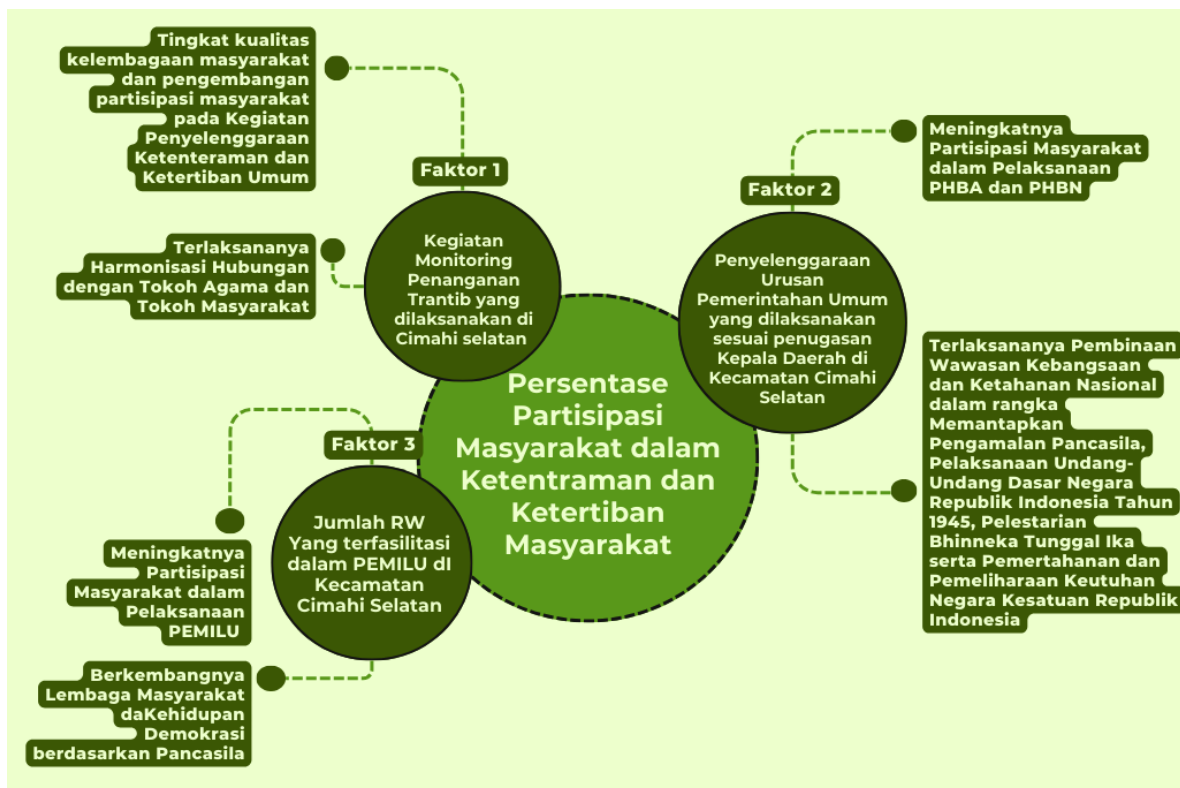 Tingkat kualitas
kelembagaan masyarakat
dan pengembangan
partisipasi masyarakat
pada Kegiatan
Penyelenggaraan
Ketenteraman dan
Ketertiban Umum
Terlaksananya
Harmonisasi Hubungan
dengan Tokoh Agama dan
Tokoh Masyarakat
Faktor 1
Kegiatan
Monitoring
Penanganan
Trantib yang
dilaksanakan di
Cimahi selatan
Faktor 2
Penyelenggaraan
Urusan
Pemerintahan Umum
yang dilaksanakan
sesuai penugasan
Kepala Daerah di
Kecamatan Cimahi
Selatan
Meningkatnya
Partisipasi Masyarakat
dalam Pelaksanaan
PHBA dan PHBN
Terlaksananya Pembinaan
Wawasan Kebangsaan
dan Ketahanan Nasional
dalam rangka
Memantapkan
Pengamalan Pancasila,
Pelaksanaan Undang-
Undang Dasar Negara
Republik Indonesia Tahun
1945, Pelestarian
Bhinneka Tunggal Ika
serta Pemertahanan dan
Pemeliharaan Keutuhan
Negara Kesatuan Republik
Indonesia
Persentase
Partisipasi
Masyarakat dalam
Ketentraman dan
Ketertiban
Masyarakat
Faktor 3
Jumlah RW
Yang terfasilitasi
dalam PEMILU dI
Kecamatan
Cimahi Selatan
Meningkatnya
Partisipasi
Masyarakat dalam
Pelaksanaan
PEMILU
Berkembangnya
Lembaga Masyarakat
daKehidupan
Demokrasi
berdasarkan Pancasila